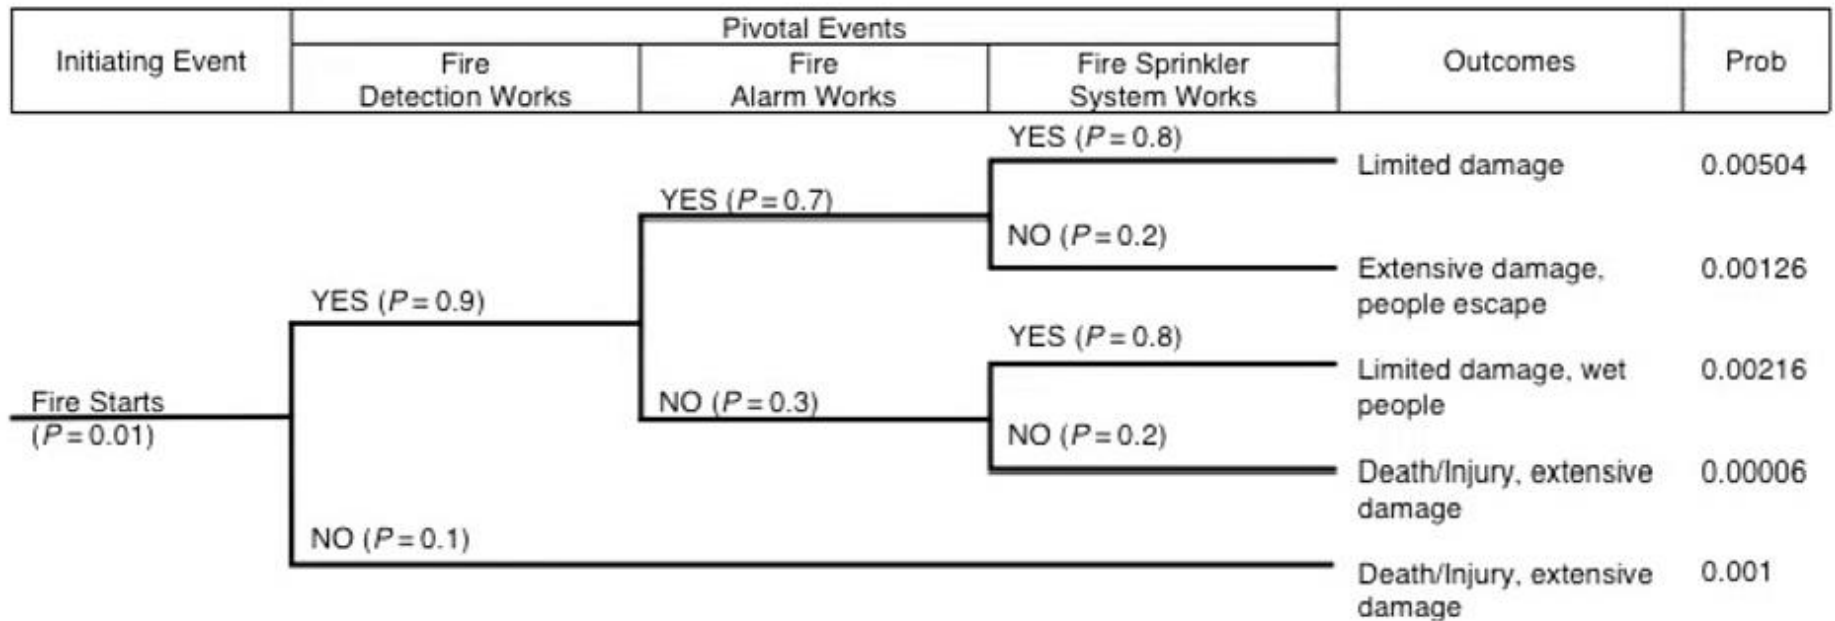 Pivotal Events
Initiating Event
Fire
Detection Works
Fire
Alarm Works
Fire Sprinkler
System Works
Outcomes
Prob
YES (P = 0.8)
Limited damage
0.00504
YES (P = 0.7)
NO (P = 0.2)
Extensive damage,
people escape
0.00126
YES (P = 0.9)
YES (P = 0.8)
Limited damage, wet
people
0.00216
Fire Starts
(P = 0.01)
NO (P = 0.3)
NO (P = 0.2)
Death/Injury, extensive
damage
0.00006
NO (P = 0.1)
Death/Injury, extensive
damage
0.001